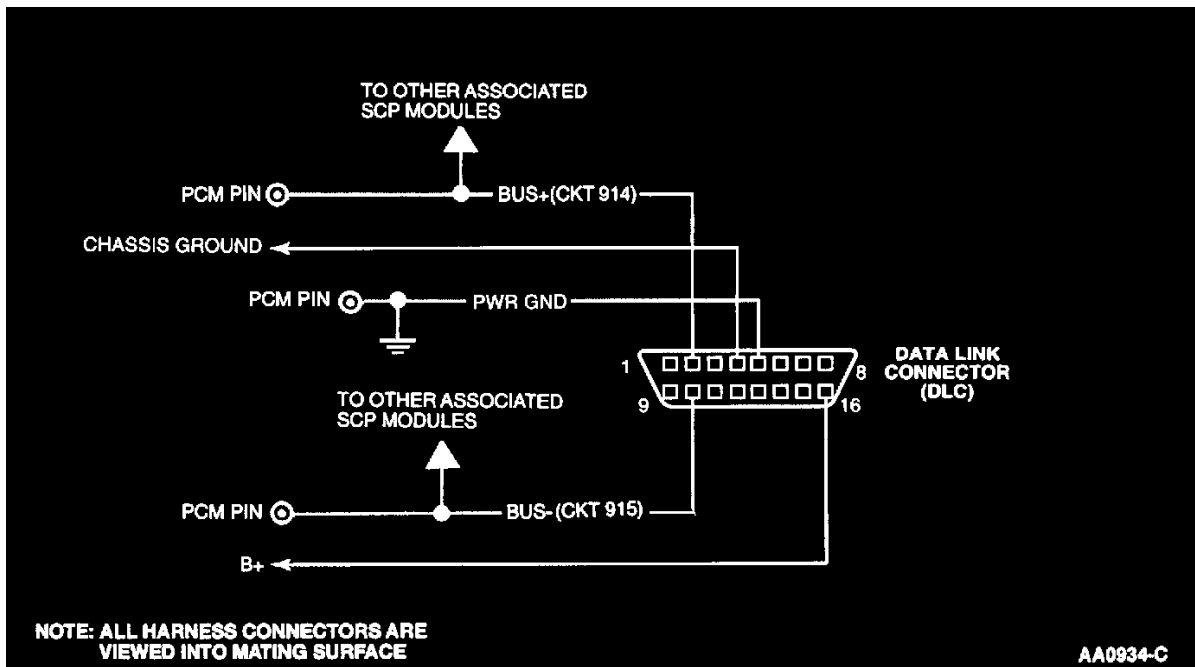 TO OTHER ASSOCIATED
SCP MODULES
PCM PIN
BUS+(CKT 914)
CHASSIS GROUND
PCM PIN
PWR GND
1
8
DATA LINK
CONNECTOR
(DLC)
9
16
TO OTHER ASSOCIATED
SCP MODULES
PCM PIN
BUS-(CKT 915)
B+
NOTE: ALL HARNESS CONNECTORS ARE
VIEWED INTO MATING SURFACE
AA0934-C